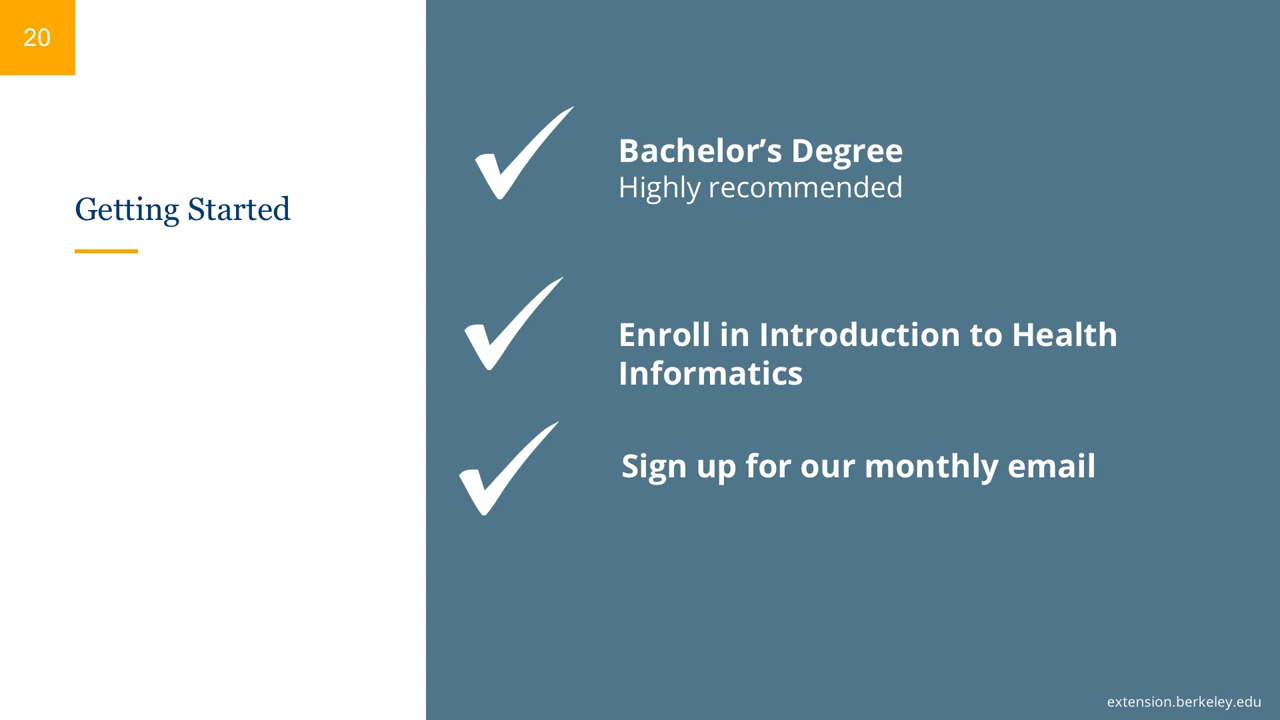 20
Getting Started
Bachelor’s Degree
Highly recommended
Enroll in Introduction to Health
Informatics
Sign up for our monthly email
extension.berkeley.edu